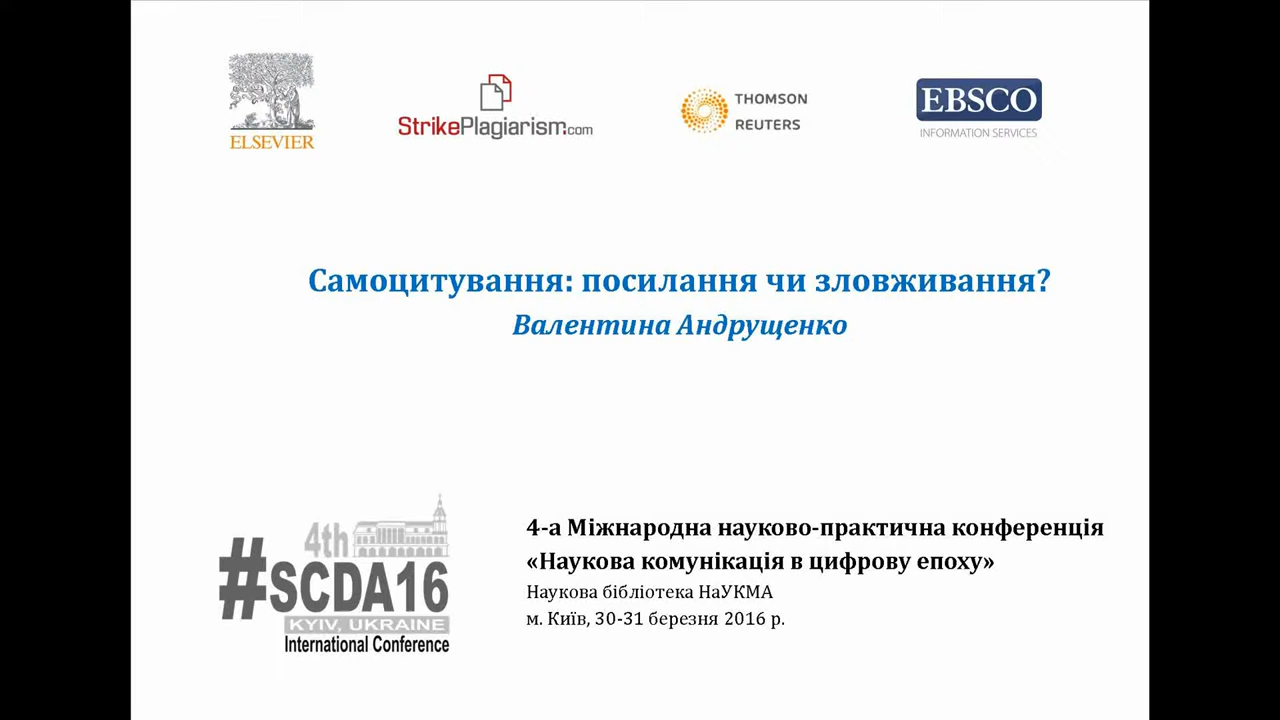 ELSEVIER
StrikePlagiarism.com
THOMSON
REUTERS
EBSCO
INFORMATION SERVICES
Самоцитування: посилання чи зловживання?
Валентина Андрущенко
4th
#SCDA16
KYIV, UKRAINE
International Conference
4-а Міжнародна науково-практична конференція
«Наукова комунікація в цифрову епоху»
Наукова бібліотека НаУКМА
м. Київ, 30-31 березня 2016 р.